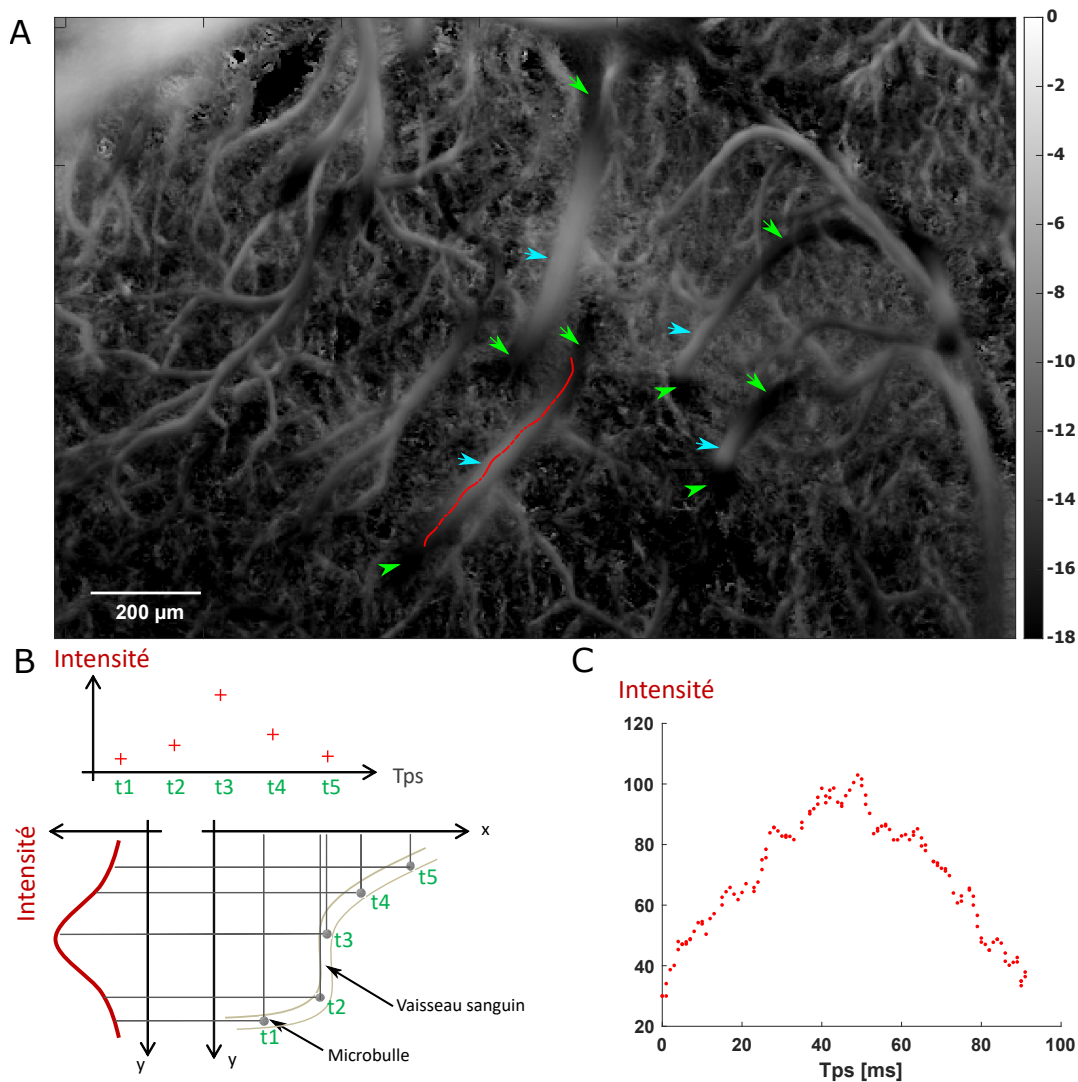 A
0
-2
-4
-6
-8
-10
-12
-14
-16
-18
200 µm
B
Intensité
t1 t2 t3 t4 t5
Tps
Intensité
x
t5
t4
t3
t2
t1
Vaisseau sanguin
Microbulle
y
y
C
Intensité
120
100
80
60
40
20
0 20 40 60 80 100
Tps [ms]